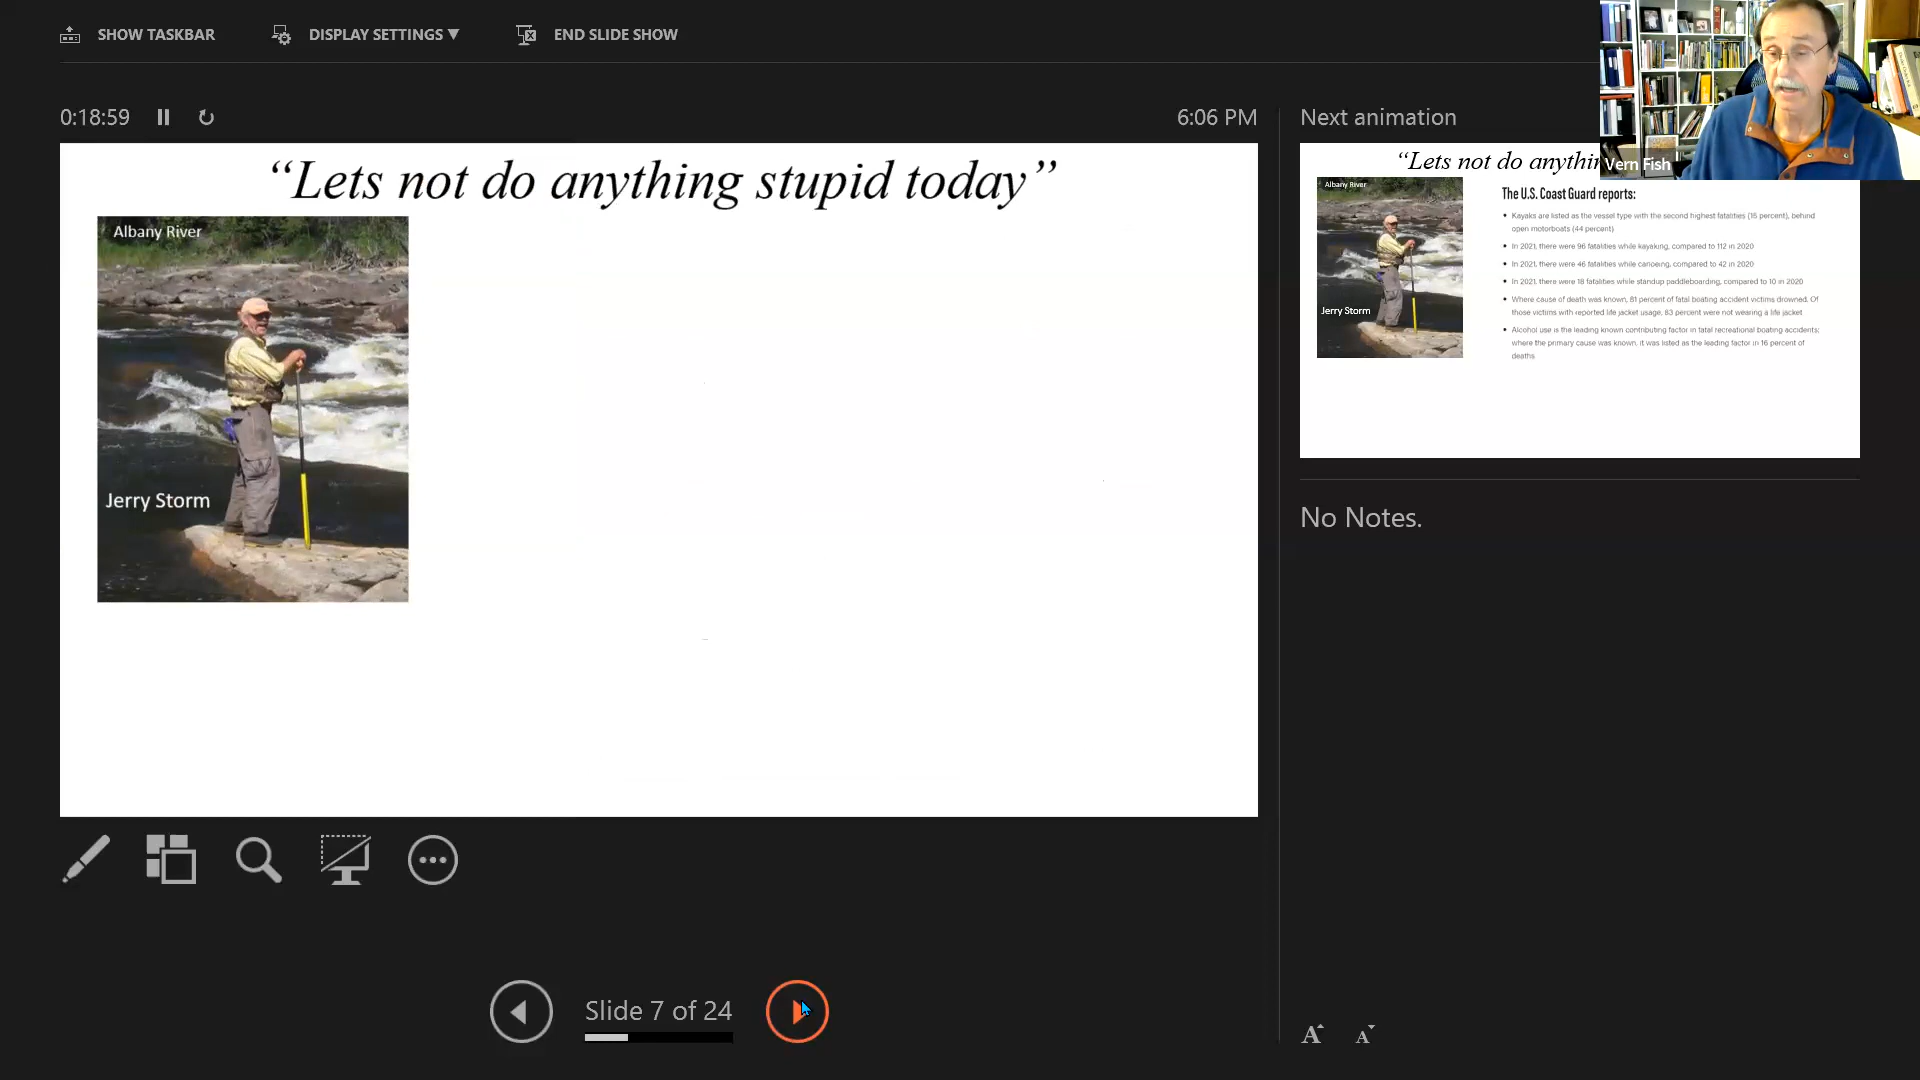 SHOW TASKBAR
DISPLAY SETTINGS ▼
END SLIDE SHOW
0:18:59
6:06 PM
“Lets not do anything stupid today”
Albany River
Jerry Storm
Slide 7 of 24
Next animation
Vern Fish
“Lets not do anythin
Albany River
Jerry Storm
The U.S. Coast Guard reports:
• Kayaks are listed as the vessel type with the second highest fatalities (15 percent), behind
open motorboats (44 percent)
• In 2021, there were 96 fatalities while kayaking, compared to 112 in 2020
• In 2021, there were 46 fatalities while canoeing, compared to 42 in 2020
• In 2021, there were 18 fatalities while standup paddleboarding, compared to 10 in 2020
• Where cause of death was known, 81 percent of fatal boating accident victims drowned. Of
those victims with reported life jacket usage, 83 percent were not wearing a life jacket
• Alcohol use is the leading known contributing factor in fatal recreational boating accidents;
where the primary cause was known, it was listed as the leading factor in 16 percent of
deaths
No Notes.
A A